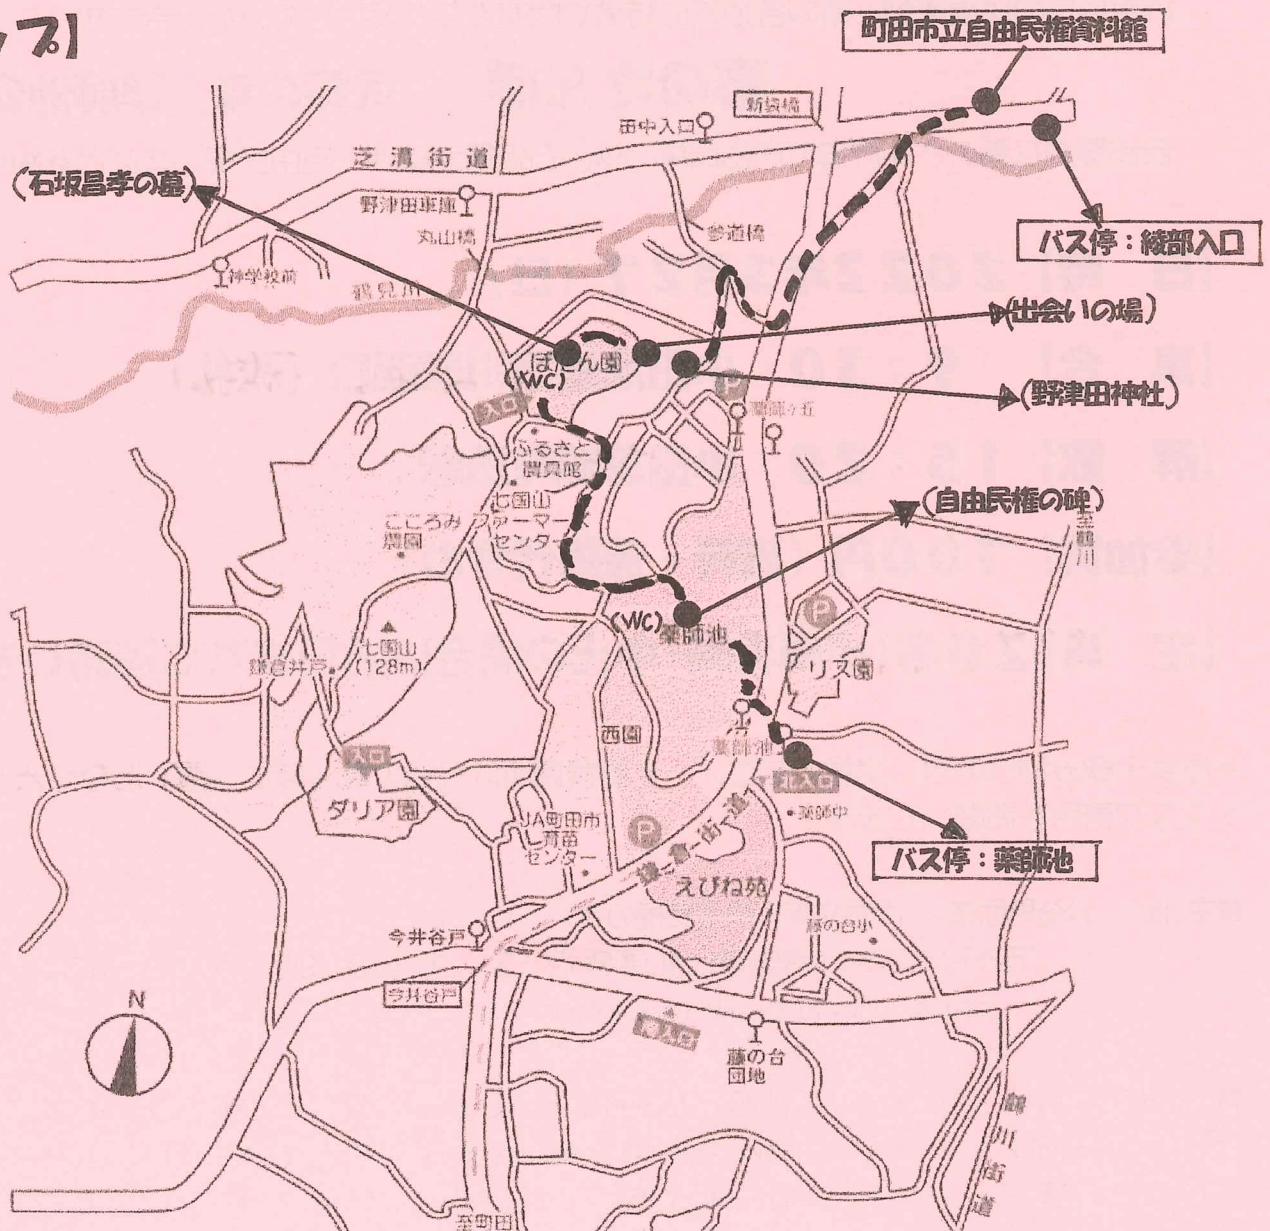 ップ】
町田市立自由民権資料館
新袋橋
田中入口
芝溝街道
(石坂昌孝の墓)
野津田車庫
丸山橋
参道橋
バス停：綾部入口
神学校前
鶴見川
(出会いの場)
ぼたん園
(WC)
入口
P
薬師ヶ丘
(野津田神社)
ふるさと
農具館
七国山
ファーマーズ
センター
こころみ
農園
(自由民権の碑)
至鶴川
P
(WC)
薬師池
七国山
(128m)
鎌倉井戸
リス園
西園
薬師池
入口
北入口
ダリア園
薬師中
JA町田市
育苗
センター
P
鎌倉街道
バス停：薬師池
えびね苑
藤の台小
今井谷戸
今井谷戸
N
南入口
藤の台
団地
鶴川街道
至町田